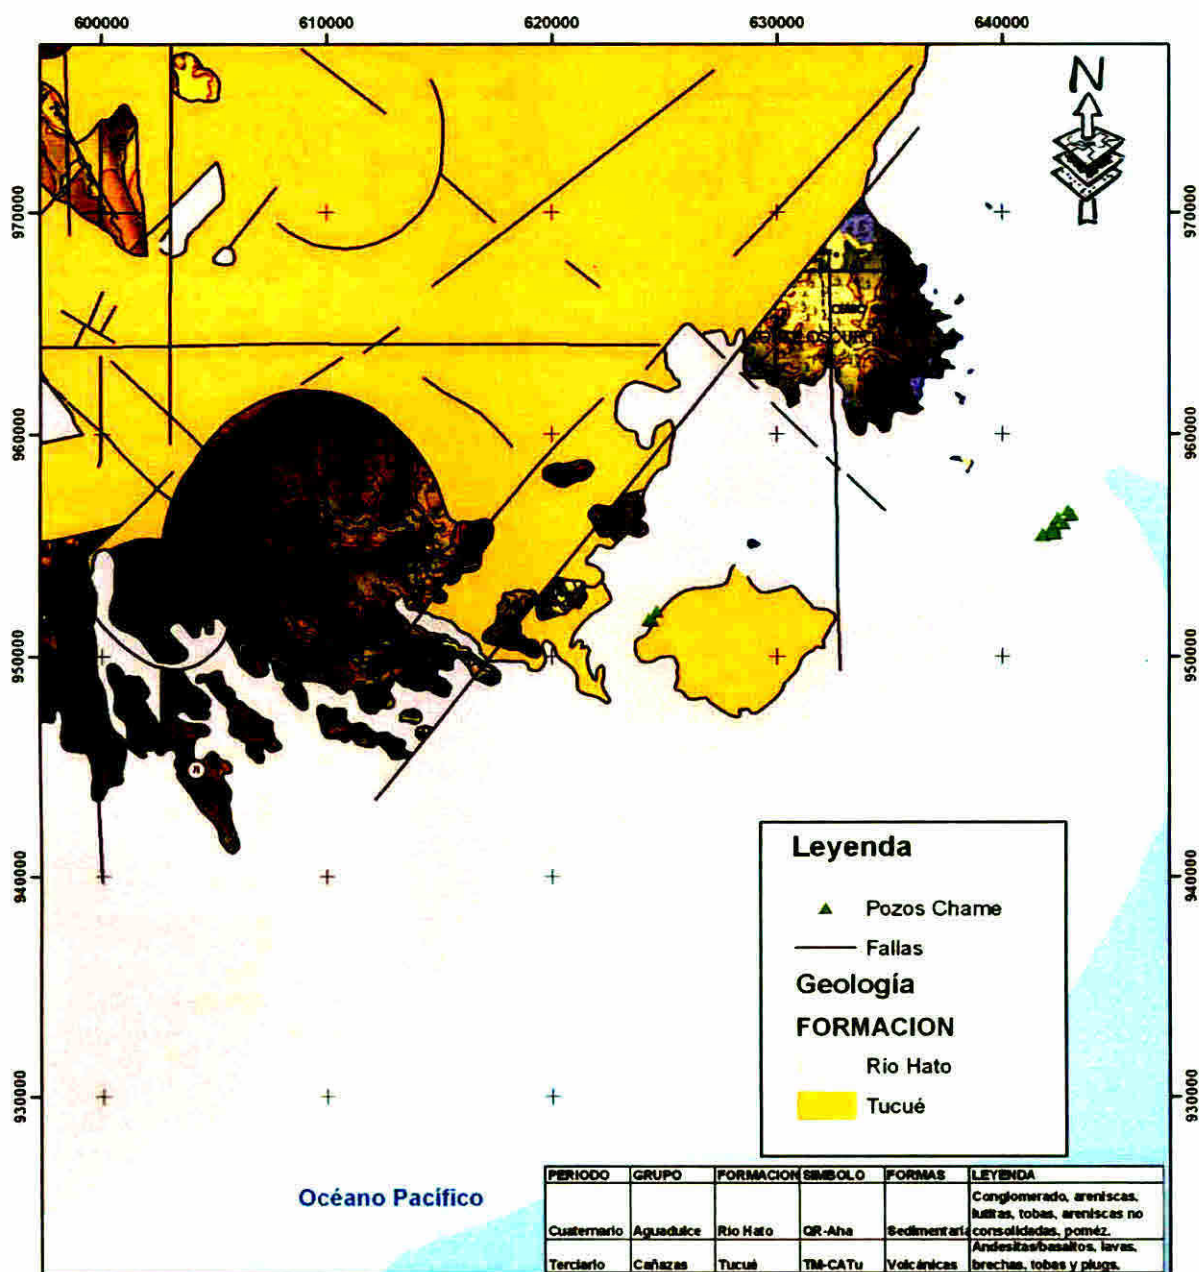 600000 610000 620000 630000 640000
N
970000 970000
960000 960000
950000 950000
940000 940000
930000 930000
Leyenda
Pozos Chame
Fallas
Geología
FORMACION
Río Hato
Tucué
Océano Pacífico
PERIODO GRUPO FORMACION SIMBOLO FORMAS LEYENDA
Cuaternario Aguadulce Río Hato QR-Aha Sedimentaria Conglomerado, areniscas,
lutitas, tobas, areniscas no
consolidadas, poméz.
Terciario Cañazas Tucué TM-CATu Volcánicas Andesitas/basaltos, lavas,
brechas, tobas y plugs.